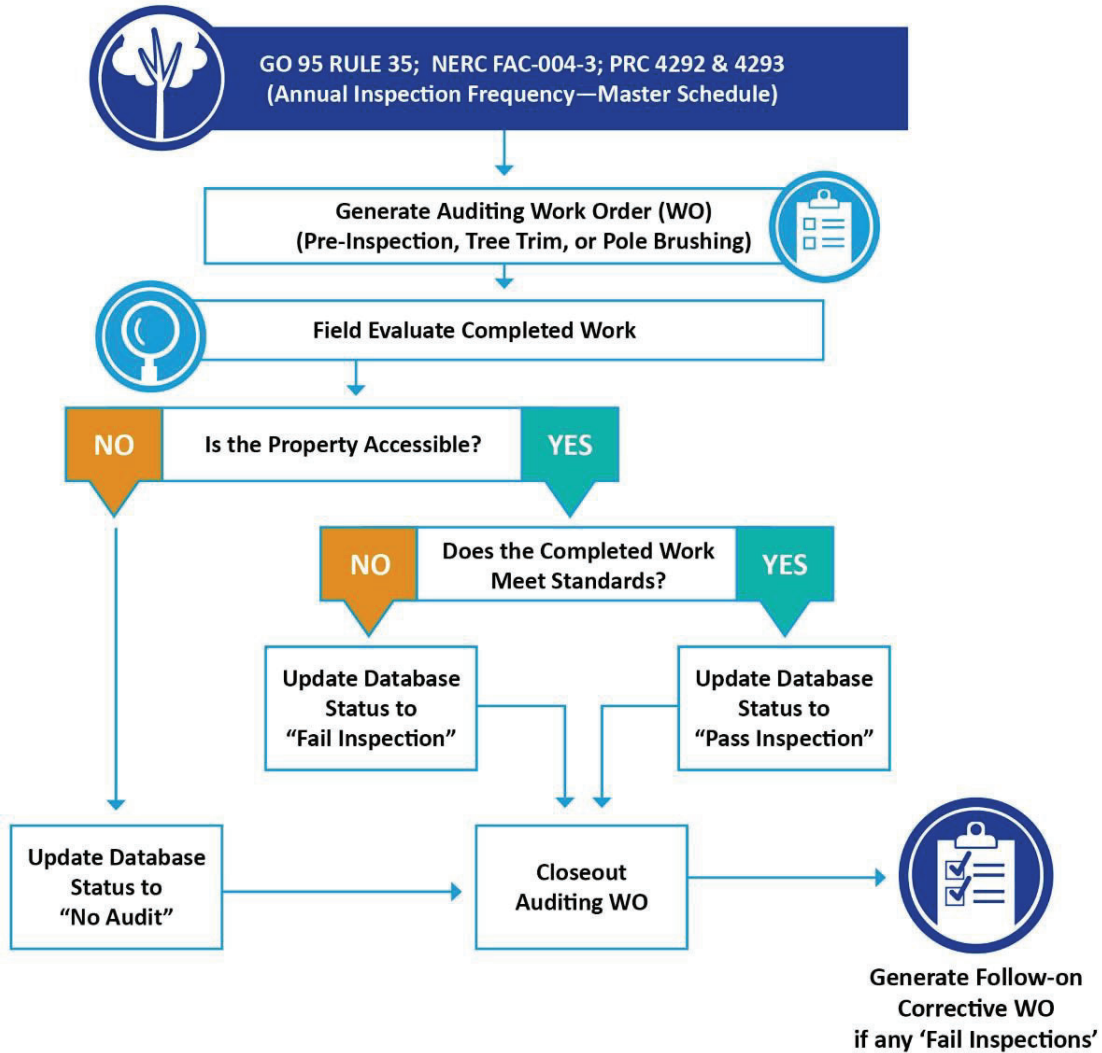 GO 95 RULE 35; NERC FAC-004-3; PRC 4292 & 4293
(Annual Inspection Frequency—Master Schedule)
Generate Auditing Work Order (WO)
(Pre-Inspection, Tree Trim, or Pole Brushing)
Field Evaluate Completed Work
NO
Is the Property Accessible?
YES
NO
Does the Completed Work
Meet Standards?
YES
Update Database
Status to
“Fail Inspection”
Update Database
Status to
“Pass Inspection”
Update Database
Status to
“No Audit”
Closeout
Auditing WO
Generate Follow-on
Corrective WO
if any ‘Fail Inspections’